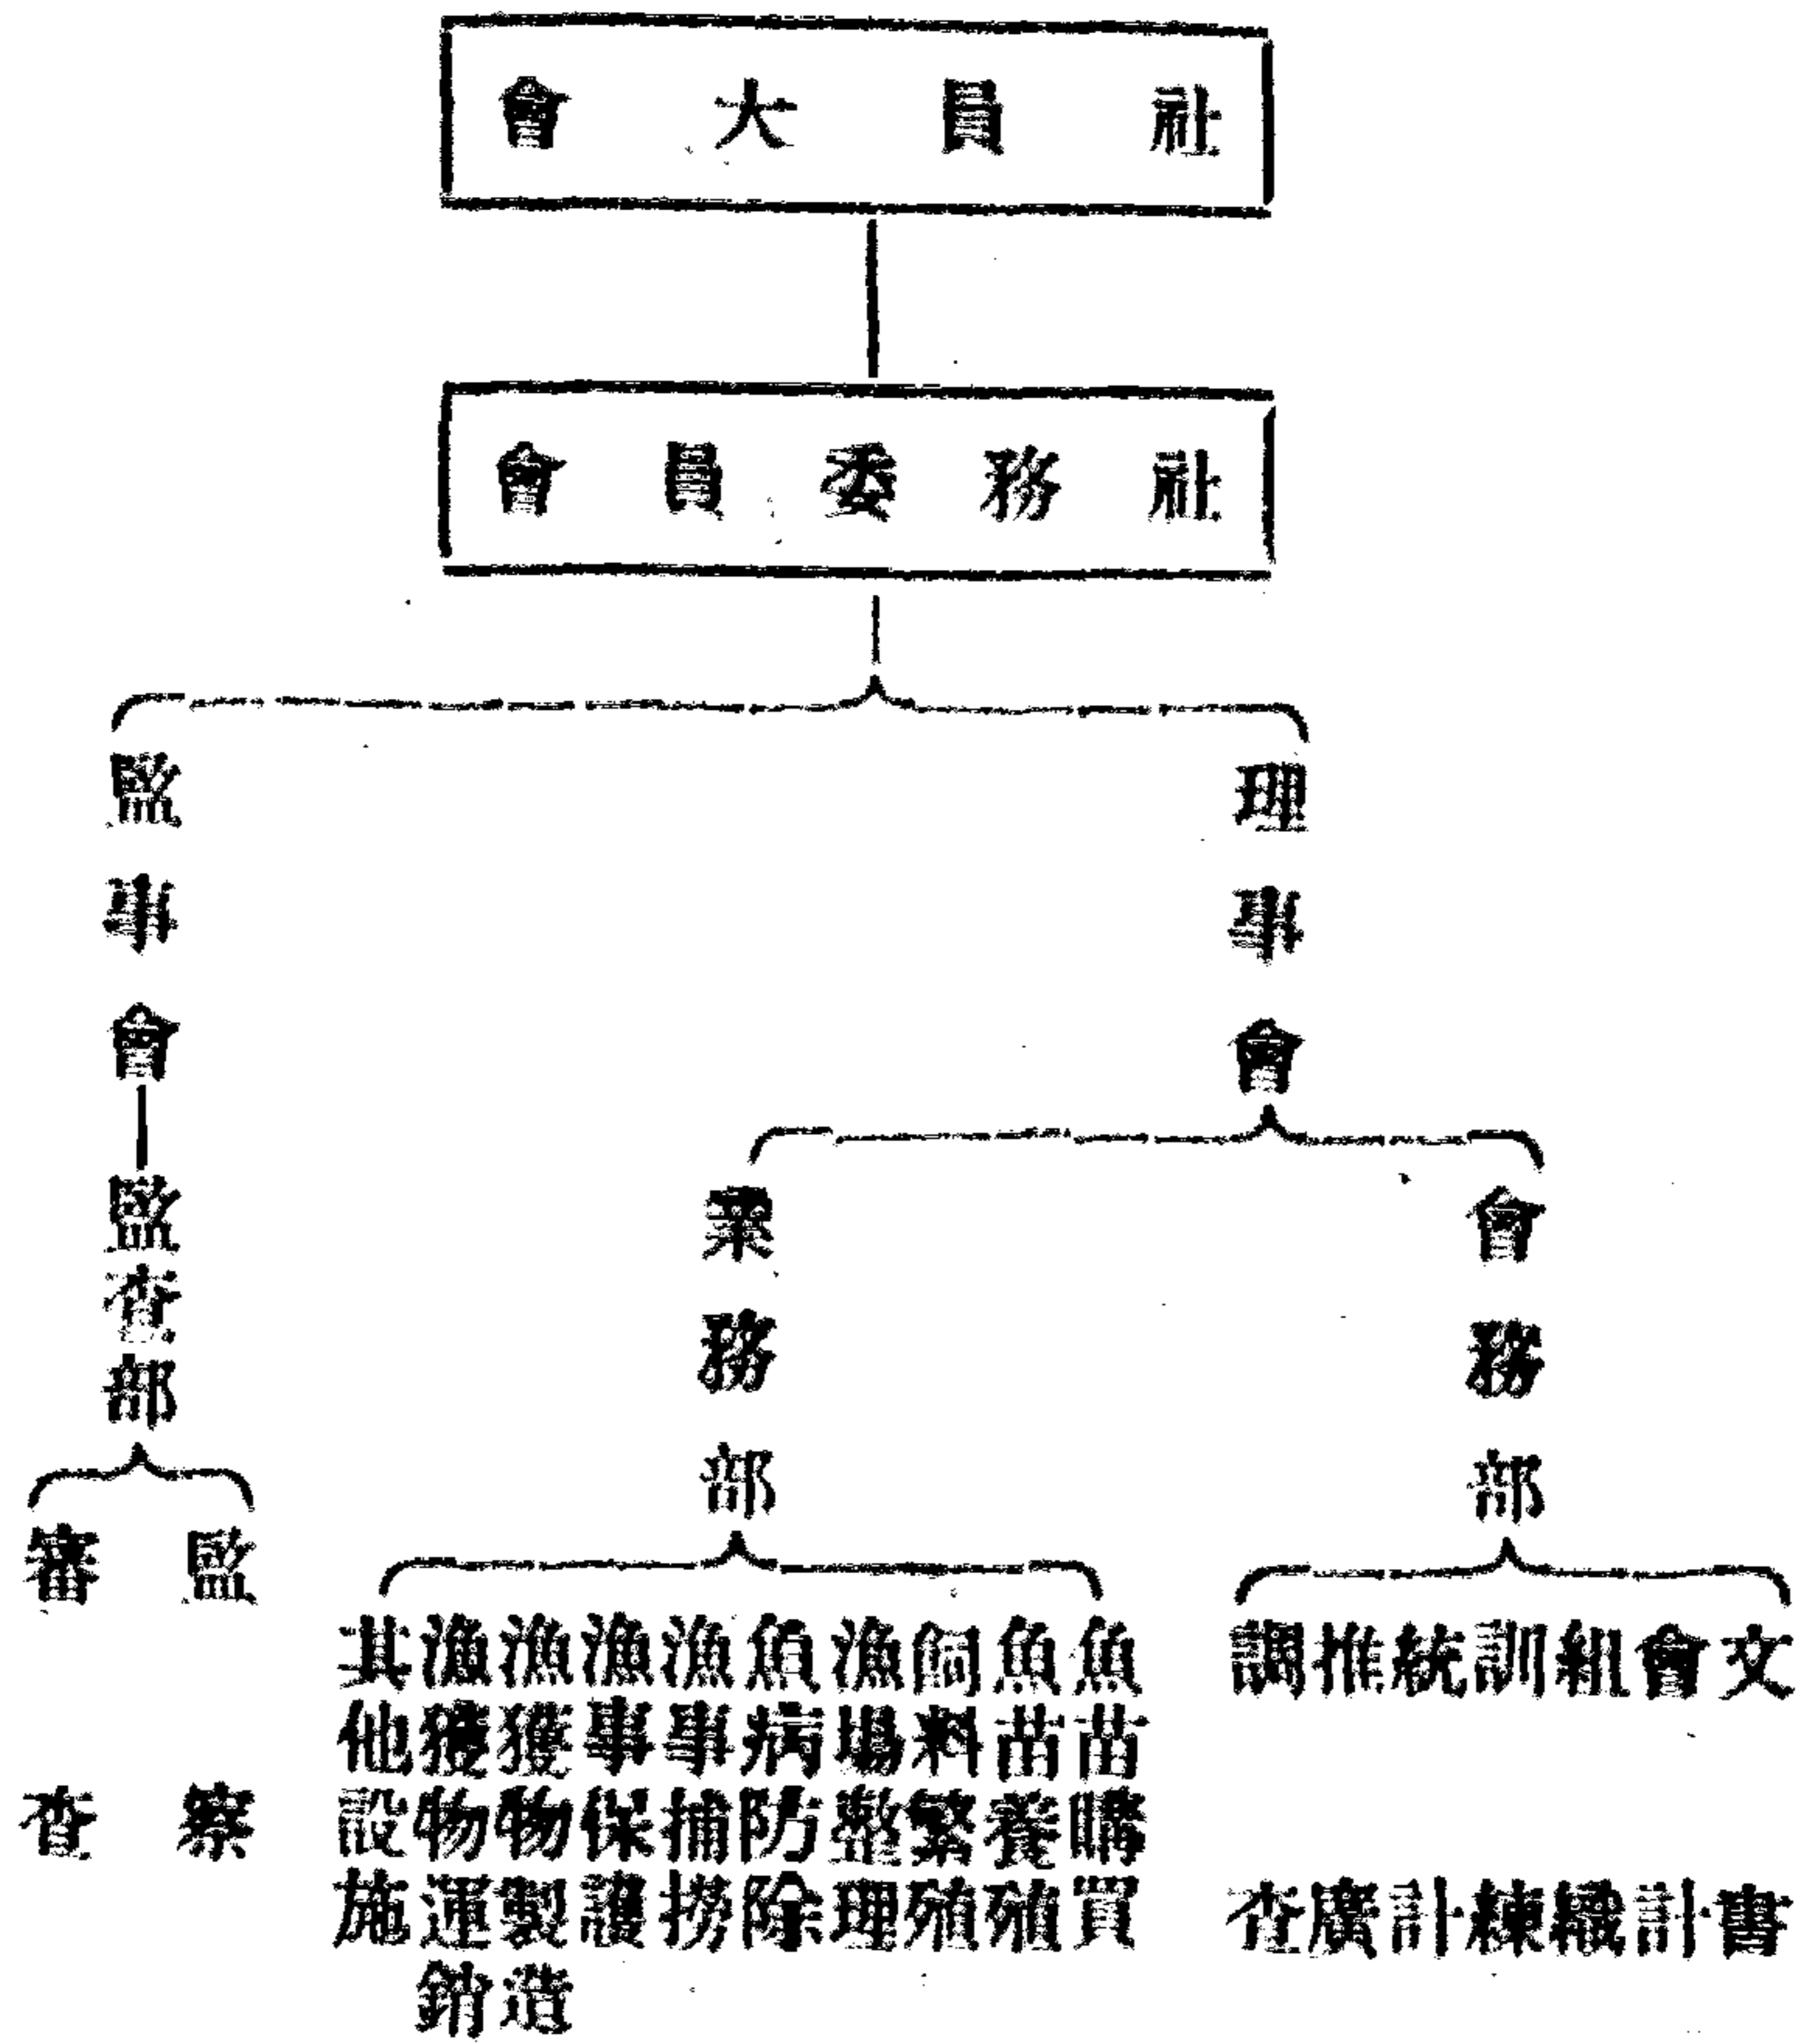 社員大會
社務委員會
理事會
監事會
會務部
業務部
監查部
文書
會計
組織
訓練
統計
推廣
調查
魚苗購買
魚苗養殖
飼料繁殖
漁場整理
魚病防除
漁事捕撈
漁事保護
漁獲物製造
漁獲物運銷
其他設施
監察
審查